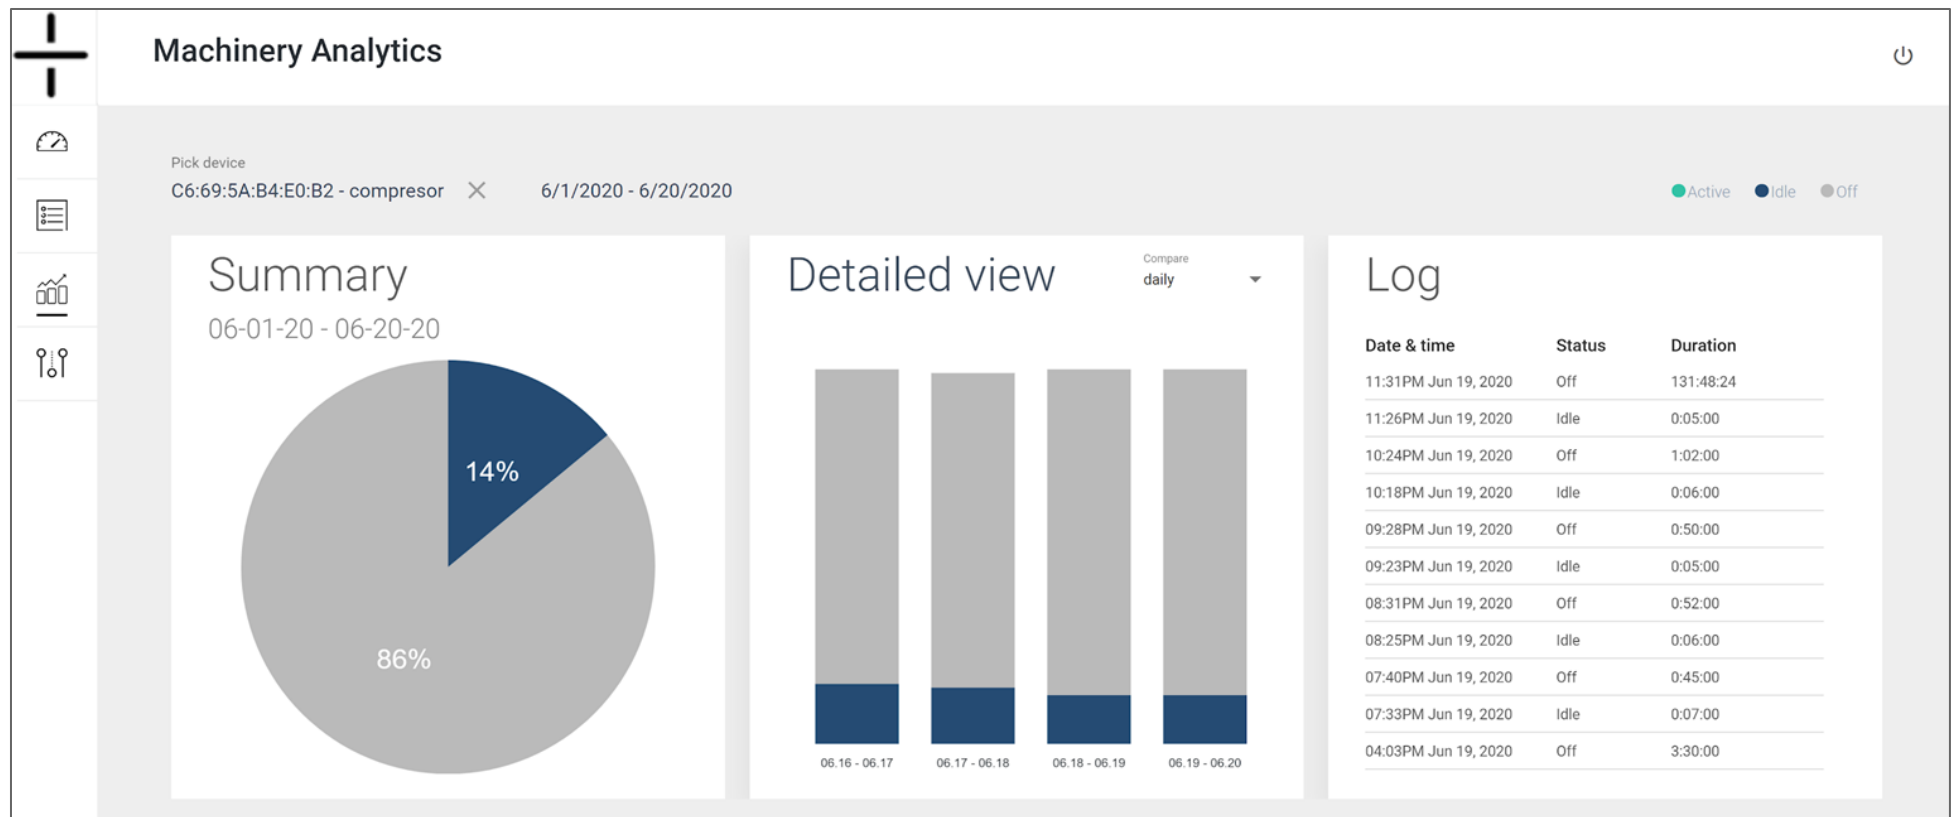 Machinery Analytics
Pick device
C6:69:5A:B4:E0:B2 - compresor
6/1/2020 - 6/20/2020
Active Idle Off
Summary
06-01-20 - 06-20-20
14%
86%
Detailed view
Compare
daily
06.16 - 06.17 06.17 - 06.18 06.18 - 06.19 06.19 - 06.20
Log
Date & time Status Duration
11:31PM Jun 19, 2020 Off 131:48:24
11:26PM Jun 19, 2020 Idle 0:05:00
10:24PM Jun 19, 2020 Off 1:02:00
10:18PM Jun 19, 2020 Idle 0:06:00
09:28PM Jun 19, 2020 Off 0:50:00
09:23PM Jun 19, 2020 Idle 0:05:00
08:31PM Jun 19, 2020 Off 0:52:00
08:25PM Jun 19, 2020 Idle 0:06:00
07:40PM Jun 19, 2020 Off 0:45:00
07:33PM Jun 19, 2020 Idle 0:07:00
04:03PM Jun 19, 2020 Off 3:30:00